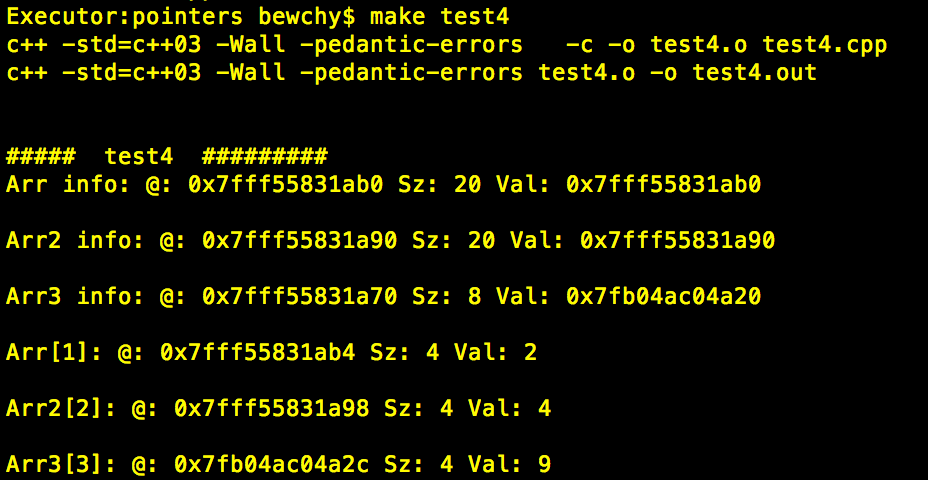 Executor:pointers bewchy$ make test4
c++ -std=c++03 -Wall -pedantic-errors   -c -o test4.o test4.cpp
c++ -std=c++03 -Wall -pedantic-errors test4.o -o test4.out
#####  test4  #########
Arr info: @: 0x7fff55831ab0 Sz: 20 Val: 0x7fff55831ab0
Arr2 info: @: 0x7fff55831a90 Sz: 20 Val: 0x7fff55831a90
Arr3 info: @: 0x7fff55831a70 Sz: 8 Val: 0x7fb04ac04a20
Arr[1]: @: 0x7fff55831ab4 Sz: 4 Val: 2
Arr2[2]: @: 0x7fff55831a98 Sz: 4 Val: 4
Arr3[3]: @: 0x7fb04ac04a2c Sz: 4 Val: 9